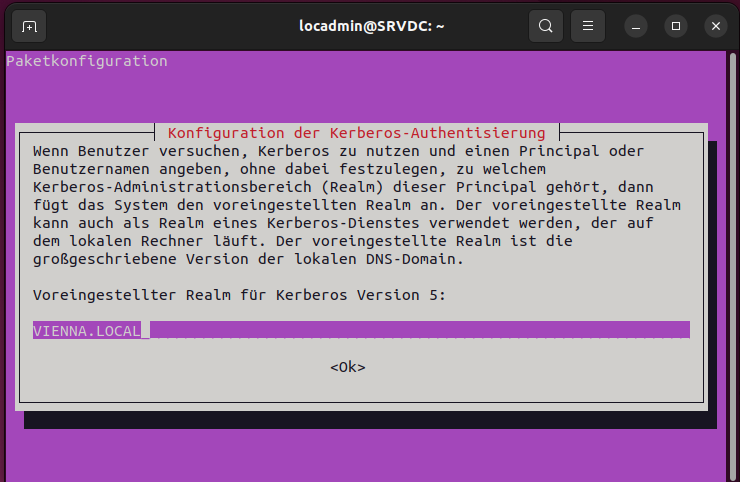 locadmin@SRVDC: ~
Paketkonfiguration
Konfiguration der Kerberos-Authentisierung
Wenn Benutzer versuchen, Kerberos zu nutzen und einen Principal oder
Benutzernamen angeben, ohne dabei festzulegen, zu welchem
Kerberos-Administrationsbereich (Realm) dieser Principal gehört, dann
fügt das System den voreingestellten Realm an. Der voreingestellte Realm
kann auch als Realm eines Kerberos-Dienstes verwendet werden, der auf
dem lokalen Rechner läuft. Der voreingestellte Realm ist die
großgeschriebene Version der lokalen DNS-Domain.
Voreingestellter Realm für Kerberos Version 5:
VIENNA.LOCAL
<Ok>